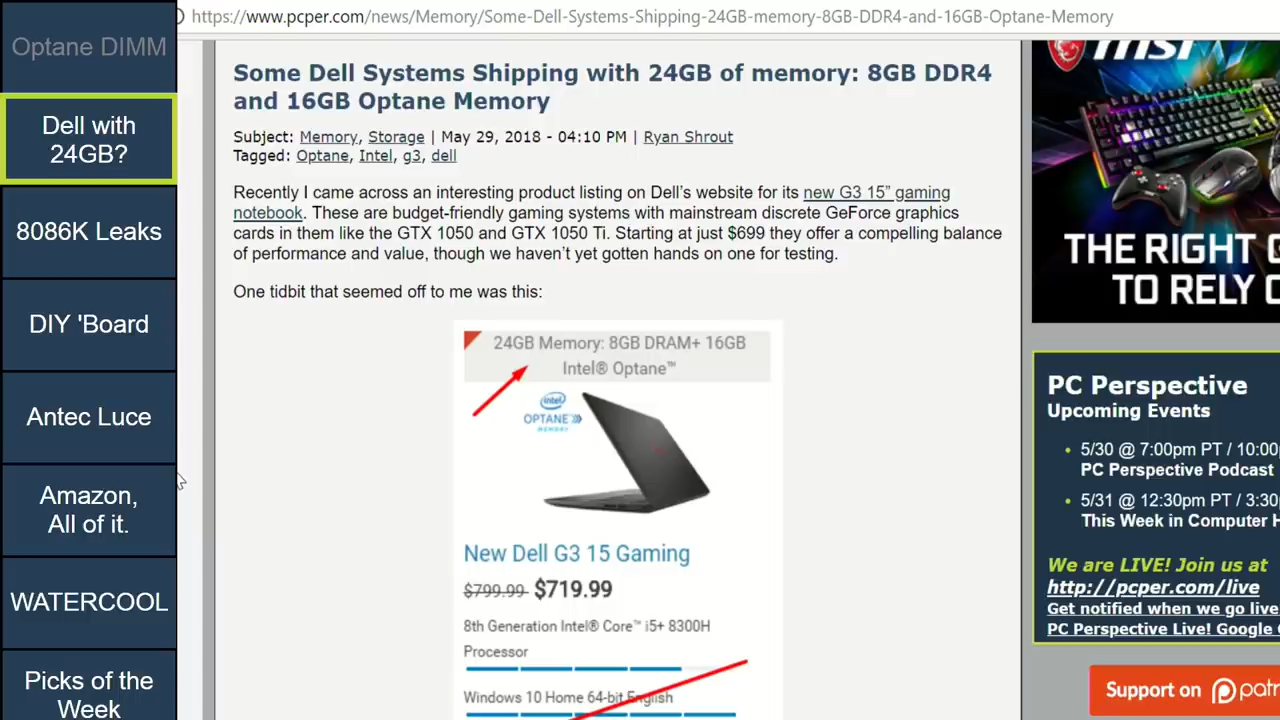 https://www.pcper.com/news/Memory/Some-Dell-Systems-Shipping-24GB-memory-8GB-DDR4-and-16GB-Optane-Memory
Optane DIMM
Dell with
24GB?
8086K Leaks
DIY 'Board
Antec Luce
Amazon,
All of it.
WATERCOOL
Picks of the
Week
Some Dell Systems Shipping with 24GB of memory: 8GB DDR4
and 16GB Optane Memory
Subject: Memory, Storage | May 29, 2018 - 04:10 PM | Ryan Shrout
Tagged: Optane, Intel, g3, dell
Recently I came across an interesting product listing on Dell’s website for its new G3 15” gaming
notebook. These are budget-friendly gaming systems with mainstream discrete GeForce graphics
cards in them like the GTX 1050 and GTX 1050 Ti. Starting at just $699 they offer a compelling balance
of performance and value, though we haven’t yet gotten hands on one for testing.
One tidbit that seemed off to me was this:
24GB Memory: 8GB DRAM+ 16GB
Intel® Optane™
intel
OPTANE
MEMORY
New Dell G3 15 Gaming
$799.99 $719.99
8th Generation Intel® Core™ i5+ 8300H
Processor
Windows 10 Home 64-bit English
msi
THE RIGHT
TO RELY
PC Perspective
Upcoming Events
• 5/30 @ 7:00pm PT / 10:00
PC Perspective Podcast
• 5/31 @ 12:30pm PT / 3:30
This Week in Computer
We are LIVE! Join us at
http://pcper.com/live
Get notified when we go live
PC Perspective Live! Google
Support on